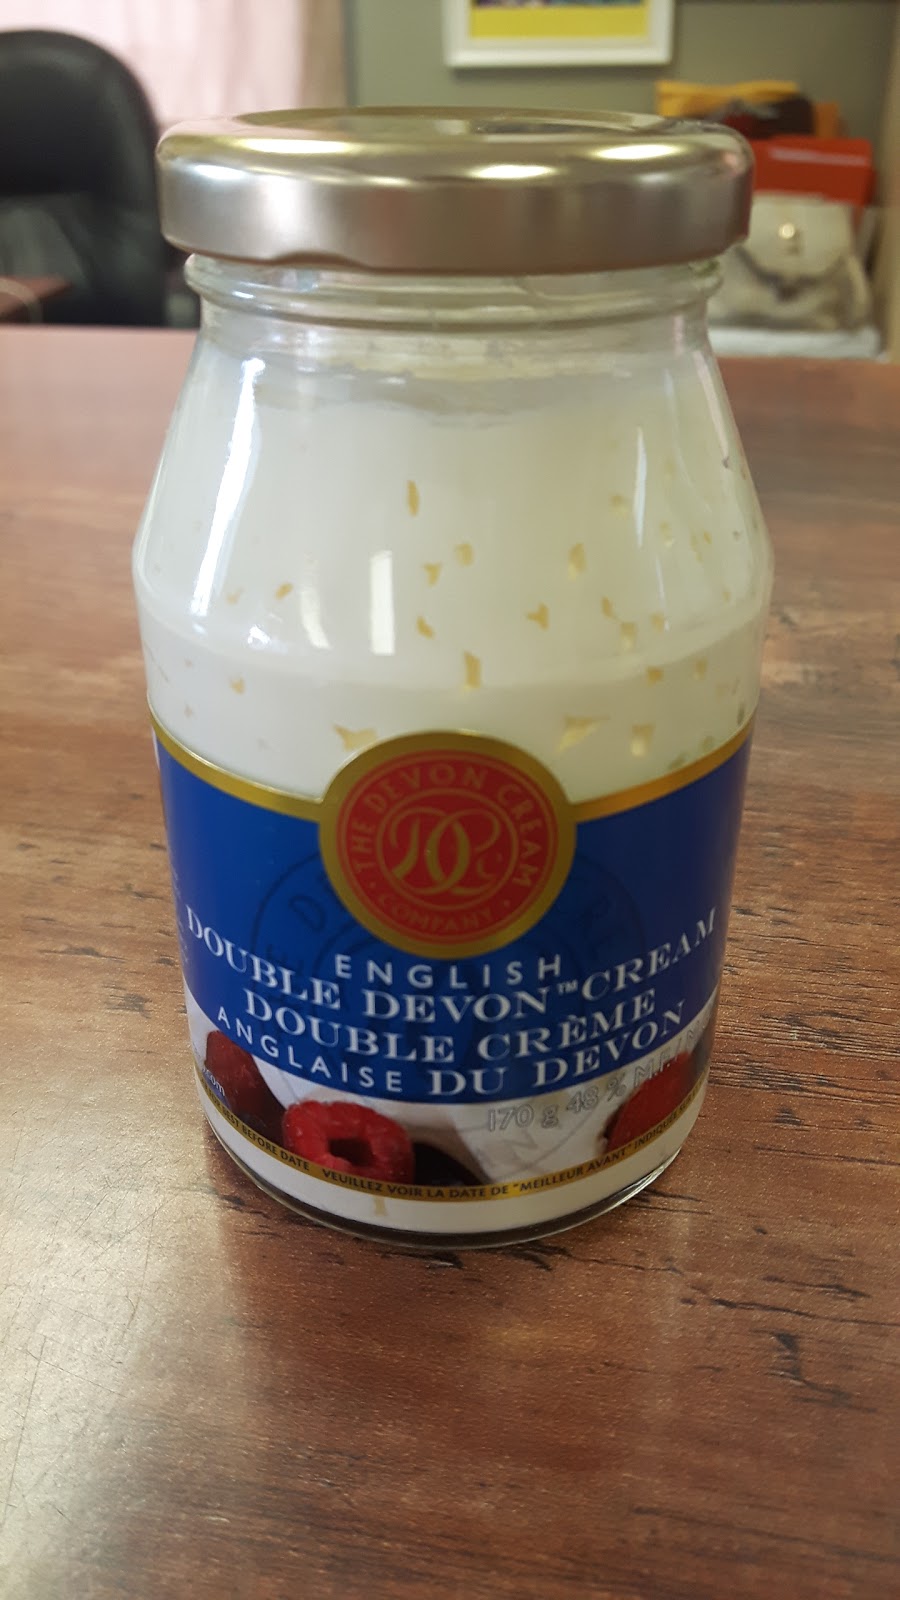 THE DEVON CREAM
COMPANY
ENGLISH
DOUBLE DEVON™ CREAM
DOUBLE CRÈME
ANGLAISE DU DEVON
170 g 48 % M.F./M
.com
BEST BEFORE DATE VEUILLEZ VOIR LA DATE DE "MEILLEUR AVANT" INDIQUÉE